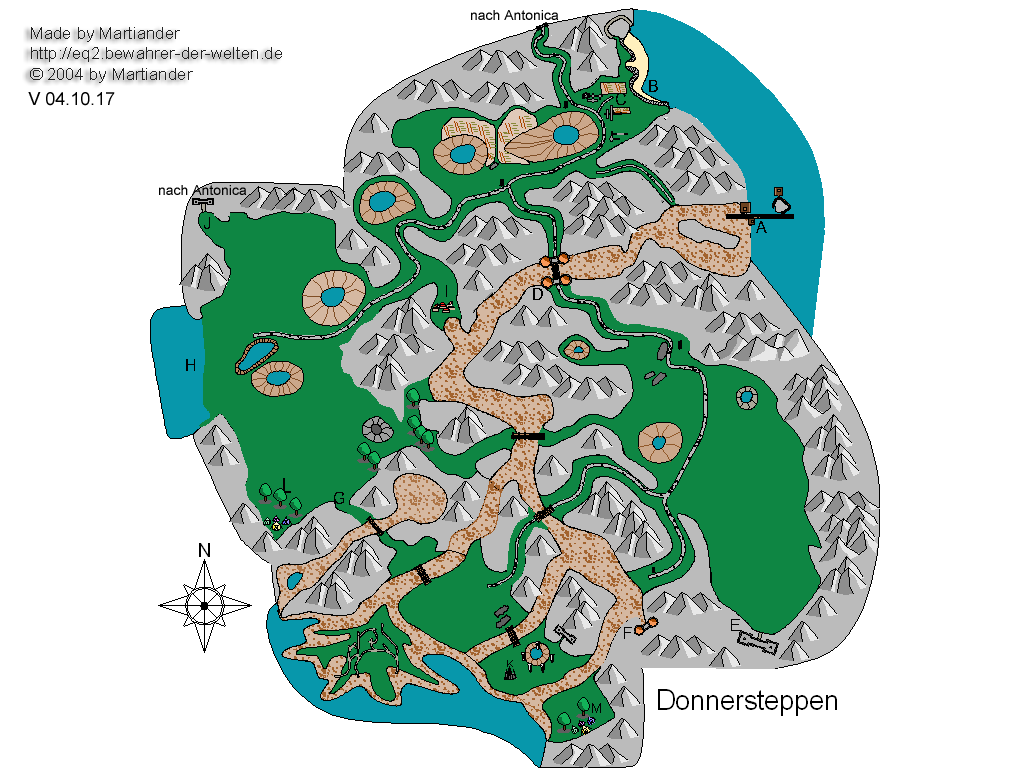 nach Antonica
Made by Martiander
http://eq2.bewahrer-der-welten.de
© 2004 by Martiander
V 04.10.17
B
C
nach Antonica
J
A
I
D
H
L
G
N
E
F
K
M
Donnersteppen